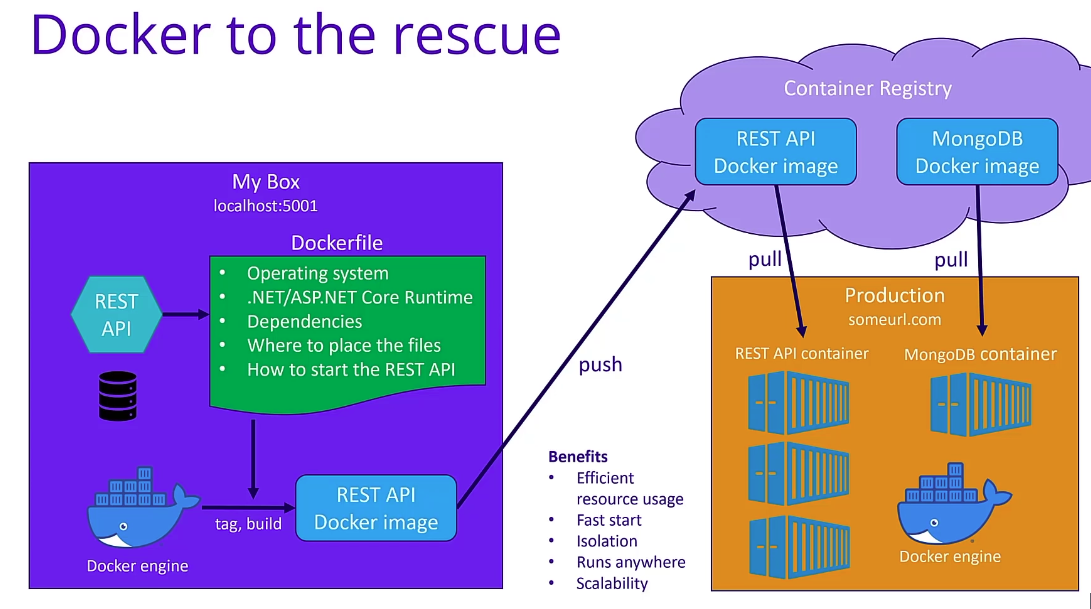 Docker to the rescue
My Box
localhost:5001
Dockerfile
• Operating system
• .NET/ASP.NET Core Runtime
• Dependencies
• Where to place the files
• How to start the REST API
REST
API
Docker engine
tag, build
REST API
Docker image
push
Benefits
• Efficient
resource usage
• Fast start
• Isolation
• Runs anywhere
• Scalability
Container Registry
REST API
Docker image
MongoDB
Docker image
pull
pull
Production
someurl.com
REST API container
MongoDB container
Docker engine